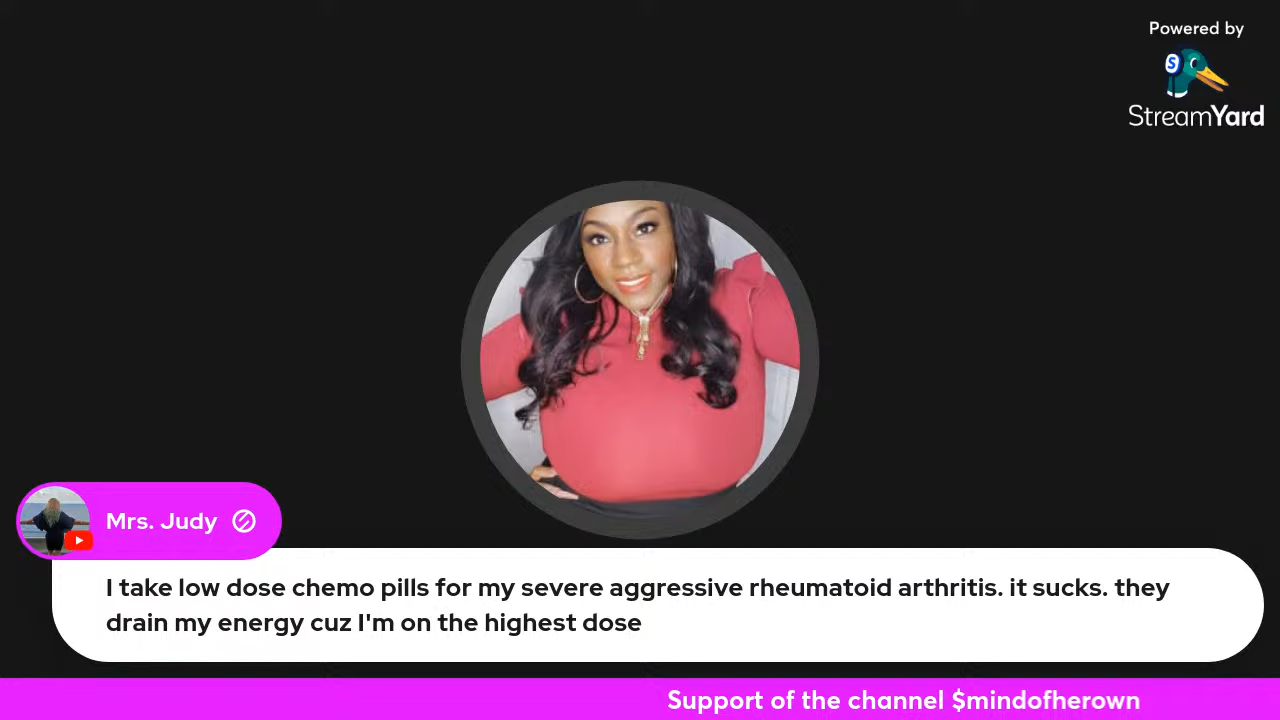 Powered by
S
StreamYard
Mrs. Judy
I take low dose chemo pills for my severe aggressive rheumatoid arthritis. it sucks. they
drain my energy cuz I'm on the highest dose
Support of the channel $mindofherown